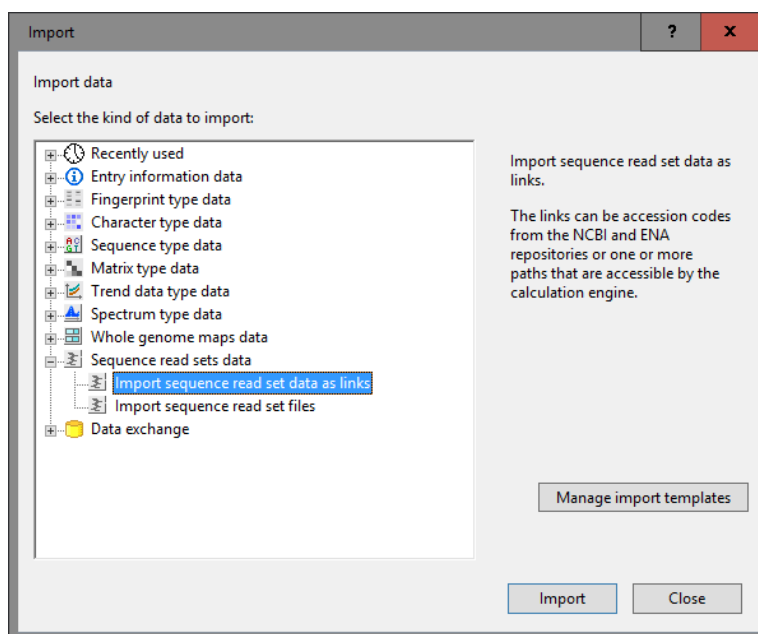 Import
?
x
Import data
Select the kind of data to import:
Recently used
Entry information data
Fingerprint type data
Character type data
Sequence type data
Matrix type data
Trend data type data
Spectrum type data
Whole genome maps data
Sequence read sets data
Import sequence read set data as links
Import sequence read set files
Data exchange
Import sequence read set data as
links.
The links can be accession codes
from the NCBI and ENA
repositories or one or more
paths that are accessible by the
calculation engine.
Manage import templates
Import
Close